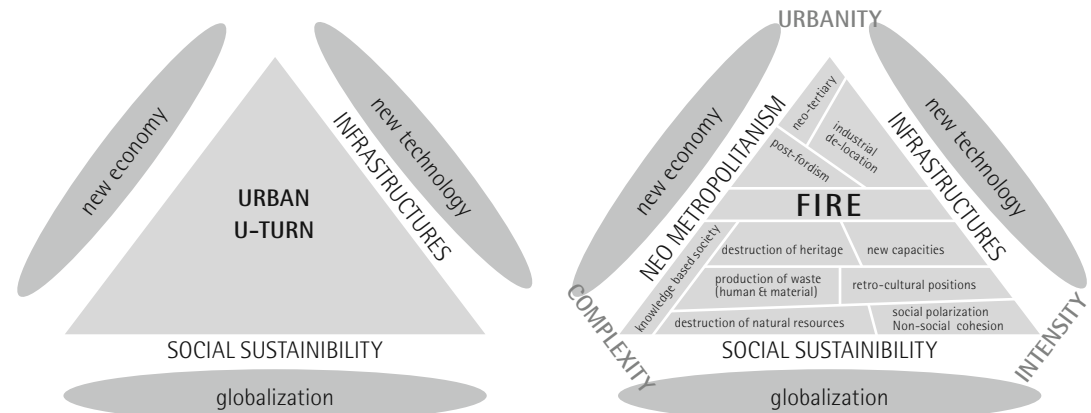 new economy
new technology
INFRASTRUCTURES
URBAN
U-TURN
SOCIAL SUSTAINIBILITY
globalization
URBANITY
new economy
NEO METROPOLITANISM
neo-tertiary
industrial
de-location
post-fordism
new technology
INFRASTRUCTURES
FIRE
knowledge based society
destruction of heritage
new capacities
production of waste
(human & material)
retro-cultural positions
destruction of natural resources
social polarization
Non-social cohesion
COMPLEXITY
INTENSITY
SOCIAL SUSTAINIBILITY
globalization